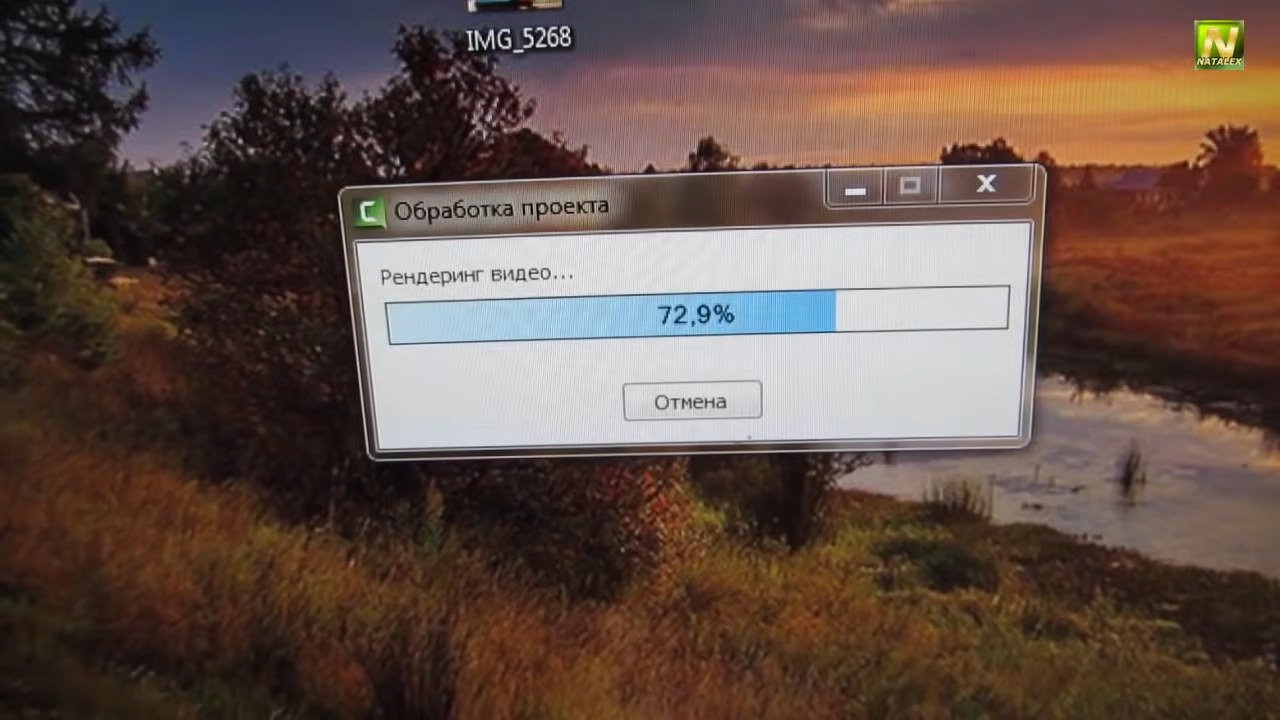 IMG_5268
N
NATALEX
C Обработка проекта
Рендеринг видео...
72,9%
Отмена